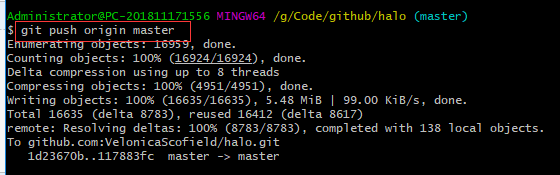 Administrator@PC-201811171556 MINGW64 /g/Code/github/halo (master)
$ git push origin master
Enumerating objects: 16959, done.
Counting objects: 100% (16924/16924), done.
Delta compression using up to 8 threads
Compressing objects: 100% (4951/4951), done.
Writing objects: 100% (16635/16635), 5.48 MiB | 99.00 KiB/s, done.
Total 16635 (delta 8783), reused 16412 (delta 8617)
remote: Resolving deltas: 100% (8783/8783), completed with 138 local objects.
To github.com:VelonicaScofield/halo.git
   1d23670b..117883fc  master -> master